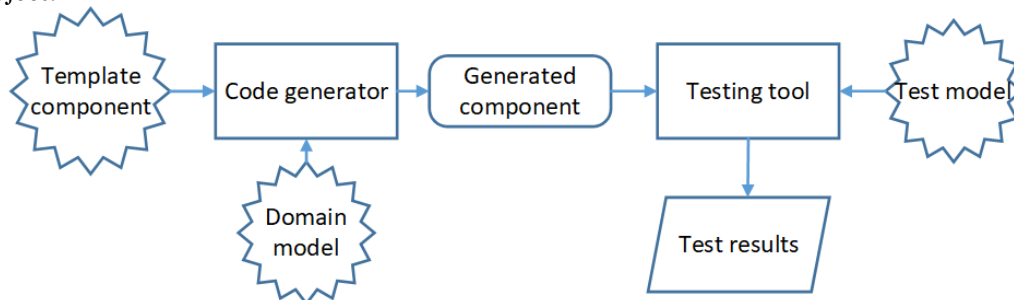 Template
component
Code generator
Generated
component
Testing tool
Test model
Domain
model
Test results